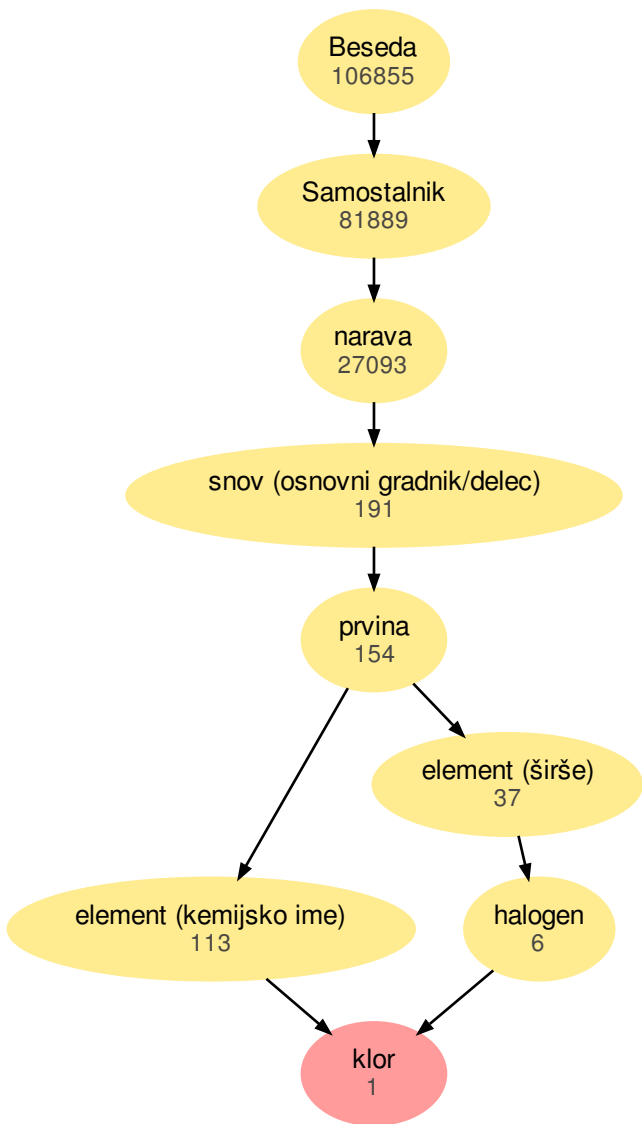 Beseda
106855
Samostalnik
81889
narava
27093
snov (osnovni gradnik/delec)
191
prvina
154
element (širše)
37
element (kemijsko ime)
113
halogen
6
klor
1